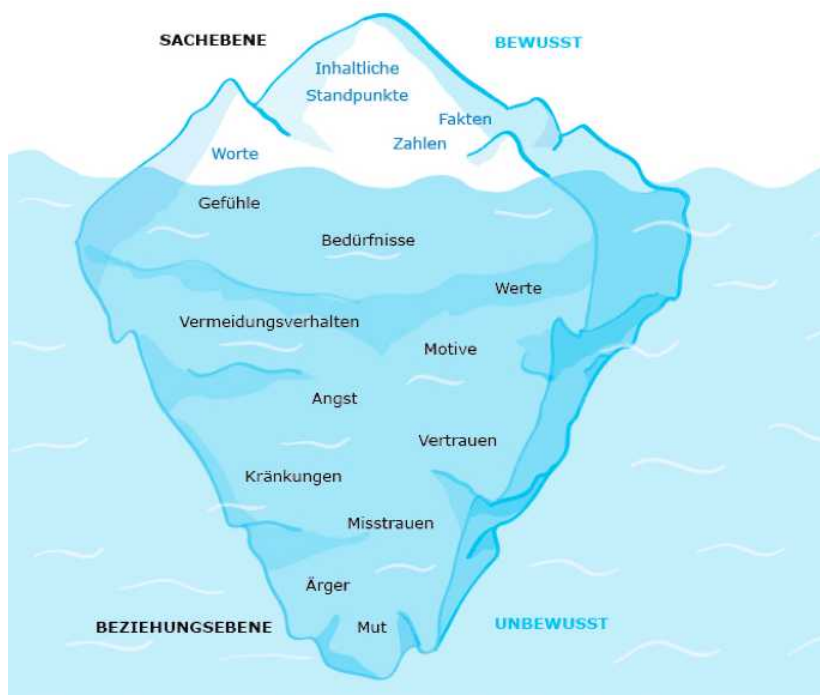 SACHEBENE
BEWUSST
Inhaltliche
Standpunkte
Fakten
Zahlen
Worte
Gefühle
Bedürfnisse
Werte
Vermeidungsverhalten
Motive
Angst
Vertrauen
Kränkungen
Misstrauen
Ärger
BEZIEHUNGSEBENE
Mut
UNBEWUSST